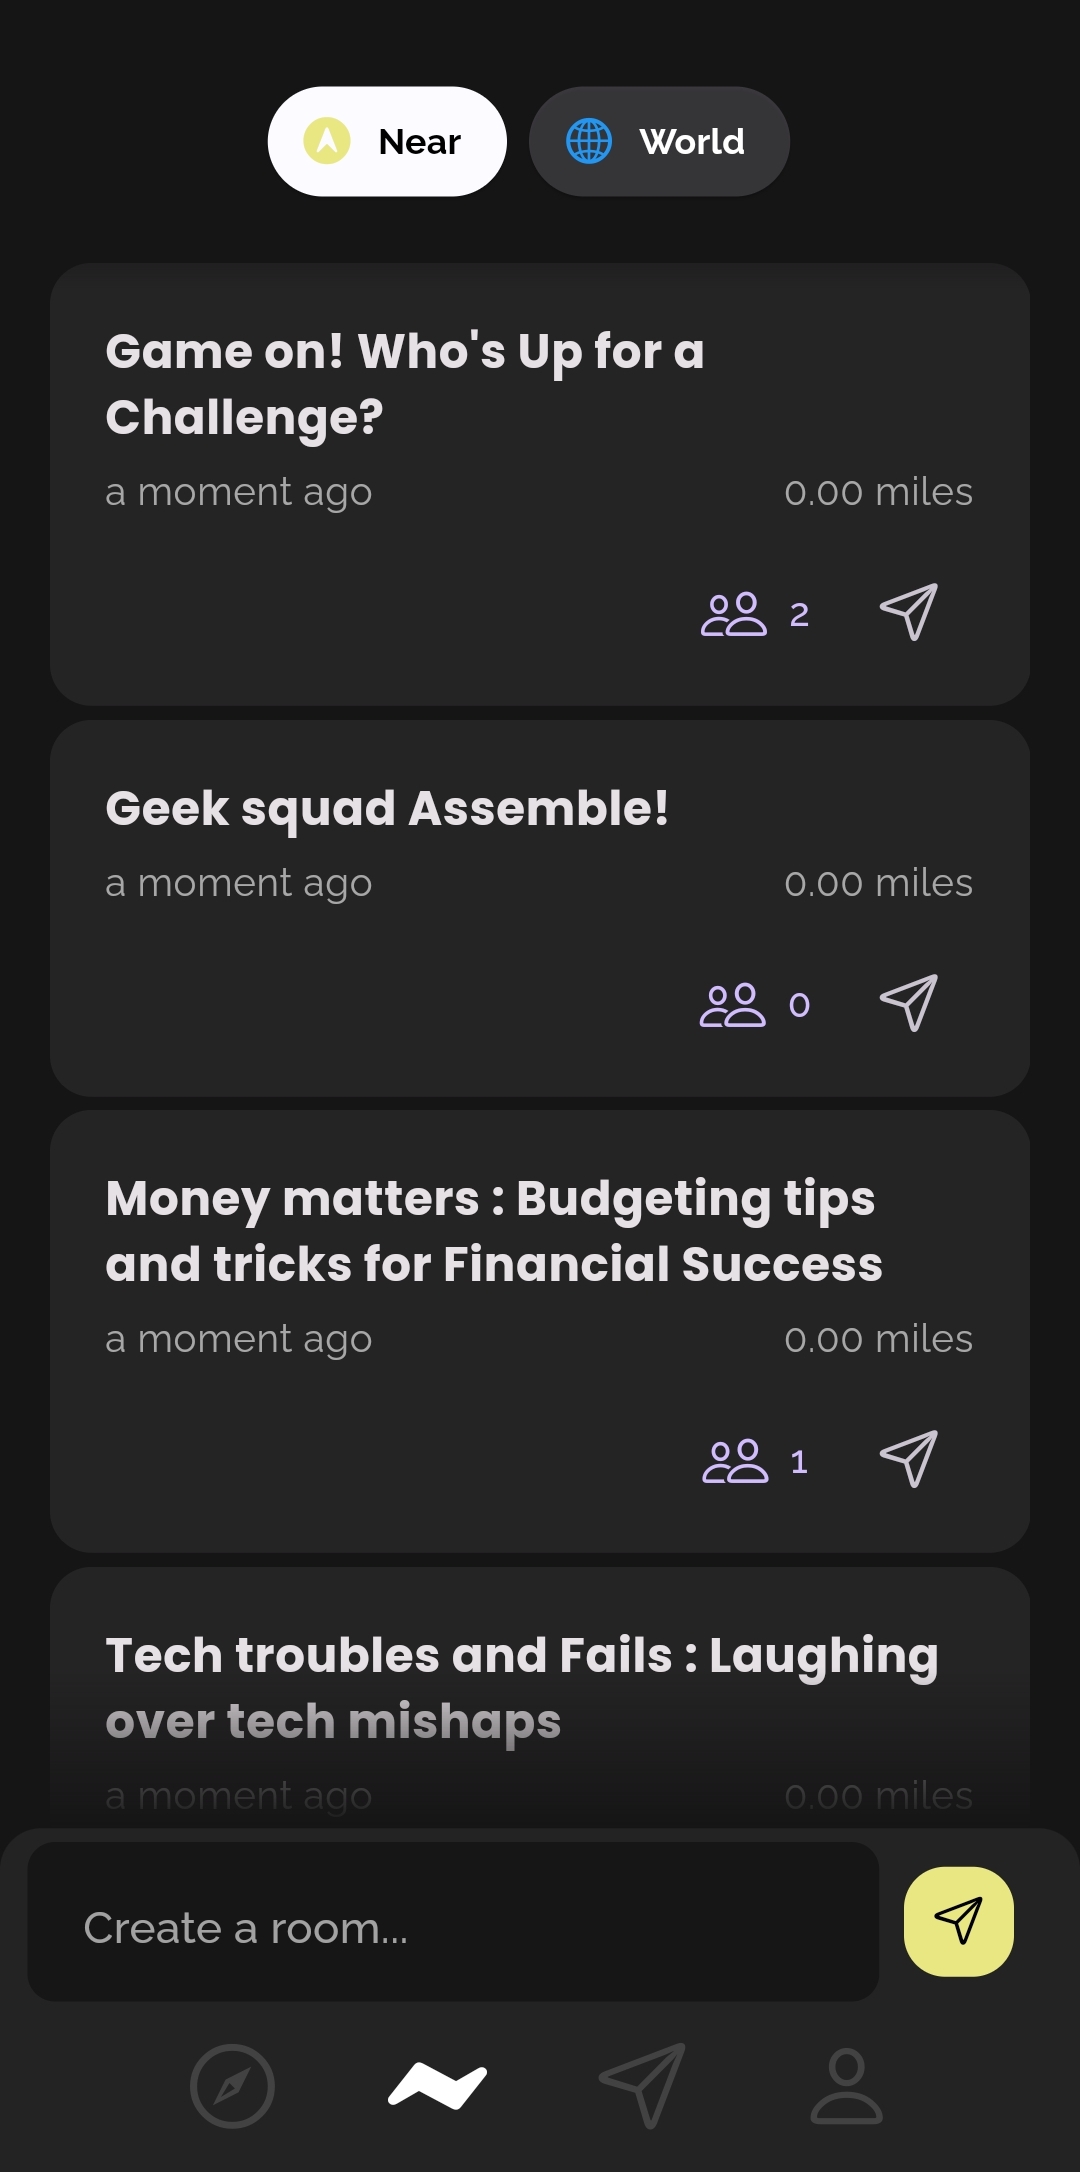 Near
World
Game on! Who's Up for a
Challenge?
a moment ago
0.00 miles
2
Geek squad Assemble!
a moment ago
0.00 miles
0
Money matters : Budgeting tips
and tricks for Financial Success
a moment ago
0.00 miles
1
Tech troubles and Fails : Laughing
over tech mishaps
a moment ago
0.00 miles
Create a room...